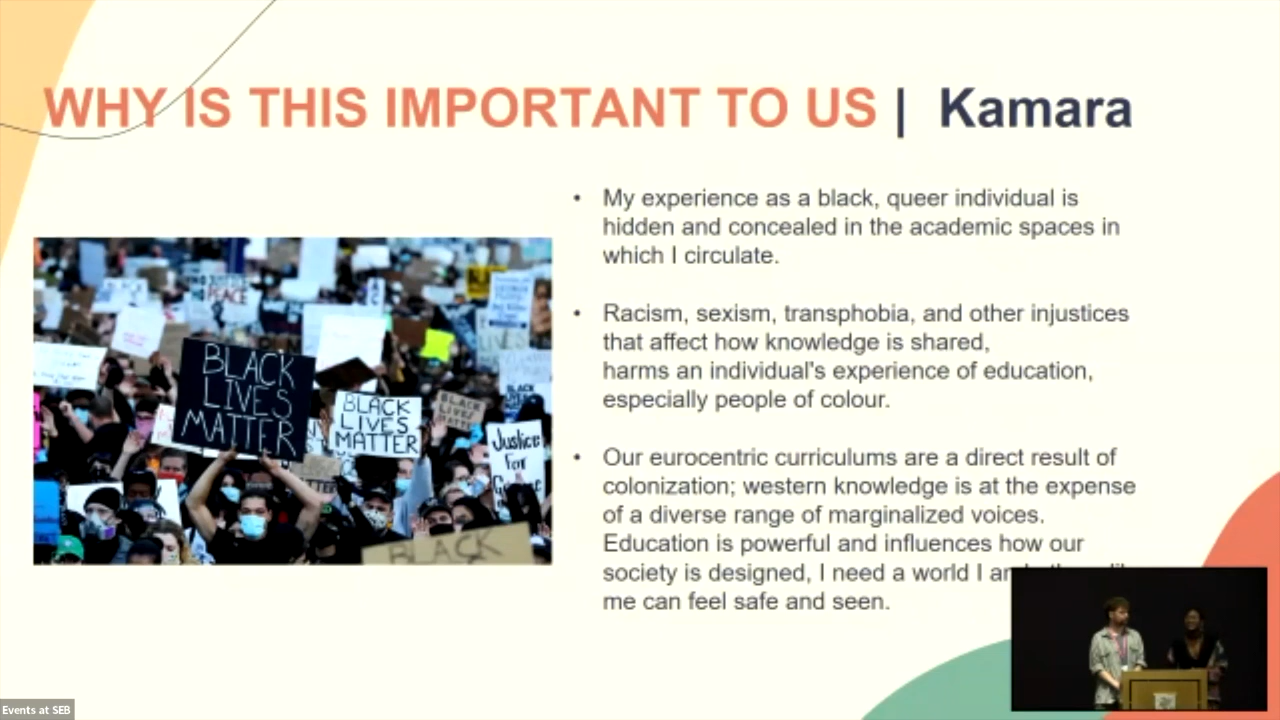 WHY IS THIS IMPORTANT TO US | Kamara
• My experience as a black, queer individual is
hidden and concealed in the academic spaces in
which I circulate.
• Racism, sexism, transphobia, and other injustices
that affect how knowledge is shared,
harms an individual's experience of education,
especially people of colour.
• Our eurocentric curriculums are a direct result of
colonization; western knowledge is at the expense
of a diverse range of marginalized voices.
Education is powerful and influences how our
society is designed, I need a world I
me can feel safe and seen.
BLACK
LIVES
MATTER
BLACK
LIVES
MATTER
BLACK
LIVES
Justice
For
BLACK
PEACE
Events at SEB